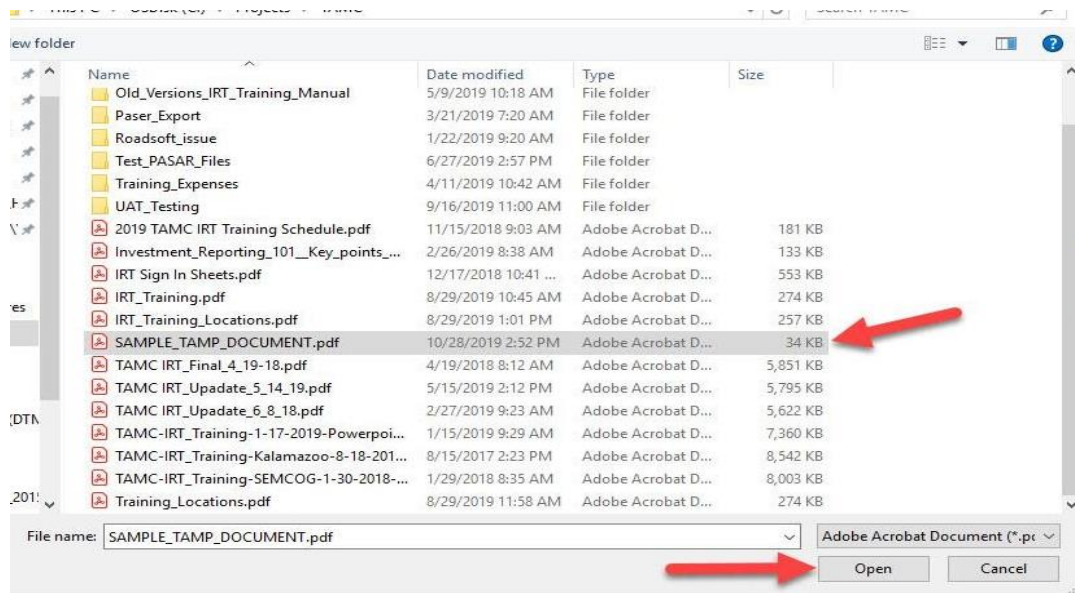 This PC USDisk (C:) Projects TAMC Search TAMC
ew folder
Name Date modified Type Size
Old_Versions_IRT_Training_Manual 5/9/2019 10:18 AM File folder
Paser_Export 3/21/2019 7:20 AM File folder
Roadsoft_issue 1/22/2019 9:20 AM File folder
Test_PASAR_Files 6/27/2019 2:57 PM File folder
Training_Expenses 4/11/2019 10:42 AM File folder
UAT_Testing 9/16/2019 11:00 AM File folder
2019 TAMC IRT Training Schedule.pdf 11/15/2018 9:03 AM Adobe Acrobat D... 181 KB
Investment_Reporting_101__Key_points_... 2/26/2019 8:38 AM Adobe Acrobat D... 133 KB
IRT Sign In Sheets.pdf 12/17/2018 10:41 ... Adobe Acrobat D... 553 KB
IRT_Training.pdf 8/29/2019 10:45 AM Adobe Acrobat D... 274 KB
res
IRT_Training_Locations.pdf 8/29/2019 1:01 PM Adobe Acrobat D... 257 KB
SAMPLE_TAMP_DOCUMENT.pdf 10/28/2019 2:52 PM Adobe Acrobat D... 34 KB
TAMC IRT_Final_4_19-18.pdf 4/19/2018 8:12 AM Adobe Acrobat D... 5,851 KB
TAMC IRT_Upadate_5_14_19.pdf 5/15/2019 2:12 PM Adobe Acrobat D... 5,795 KB
TAMC IRT_Upadate_6_8_18.pdf 2/27/2019 9:23 AM Adobe Acrobat D... 5,622 KB
(DTN
TAMC-IRT_Training-1-17-2019-Powerpoi... 1/15/2019 9:29 AM Adobe Acrobat D... 7,360 KB
TAMC-IRT_Training-Kalamazoo-8-18-201... 8/15/2017 2:23 PM Adobe Acrobat D... 8,542 KB
TAMC-IRT_Training-SEMCOG-1-30-2018-... 1/29/2018 8:35 AM Adobe Acrobat D... 8,003 KB
_201!
Training_Locations.pdf 8/29/2019 11:58 AM Adobe Acrobat D... 274 KB
File name: SAMPLE_TAMP_DOCUMENT.pdf Adobe Acrobat Document (*.pc
Open Cancel